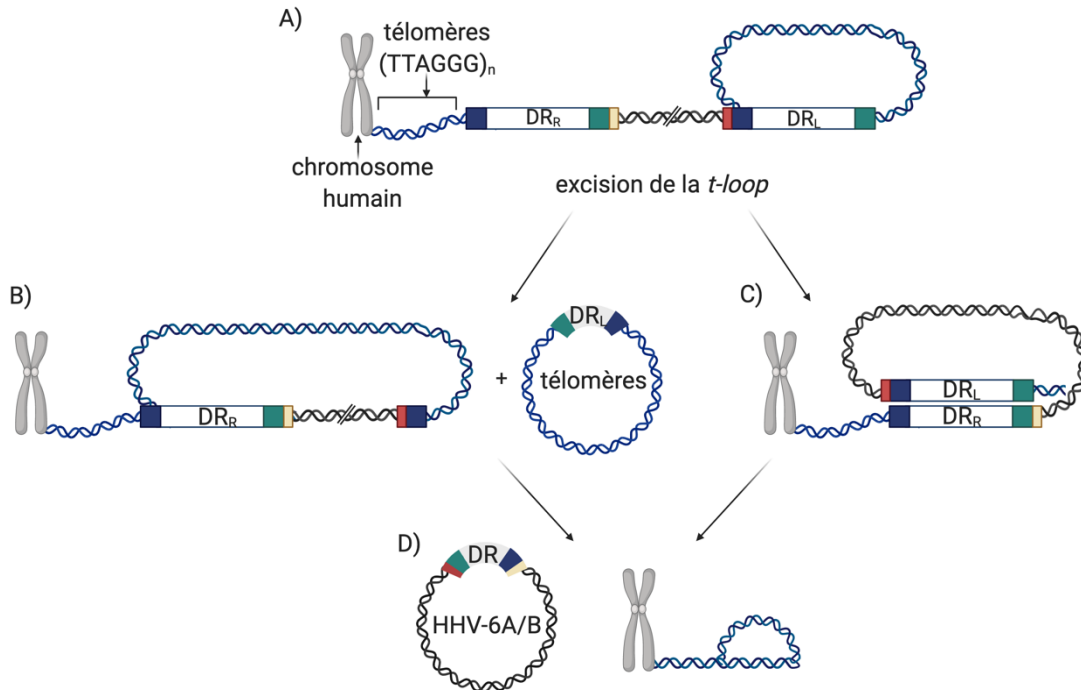 A)
télomères
(TTAGGG)n
DRR
DRL
chromosome
humain
excision de la t-loop
B)
DRR
+
DRL
télomères
C)
DRL
DRR
D)
DR
HHV-6A/B